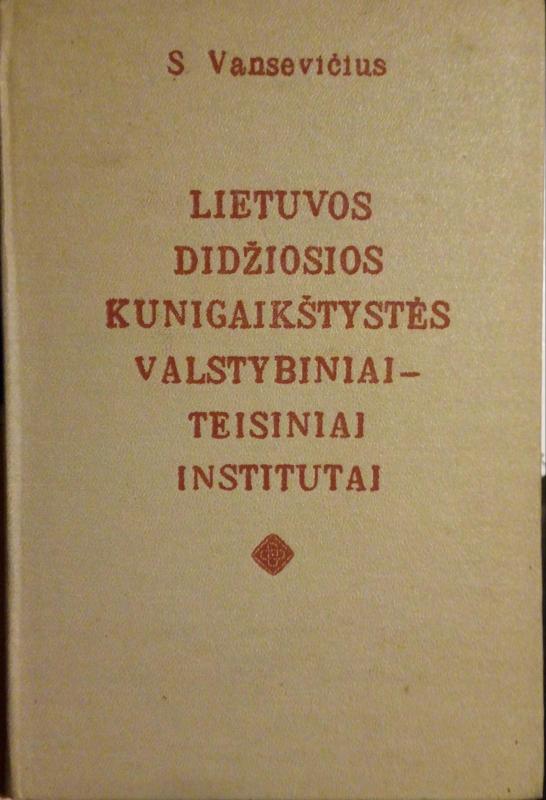 S Vansevičius
LIETUVOS
DIDŽIOSIOS
KUNIGAIKŠTYSTĖS
VALSTYBINIAI–
TEISINIAI
INSTITUTAI